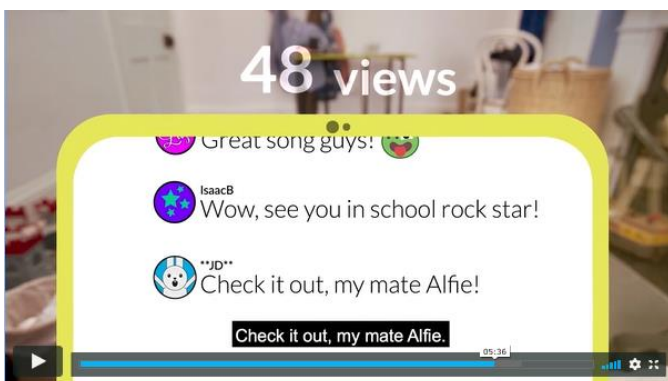 48 views
Great song guys!
IsaacB
Wow, see you in school rock star!
**JD**
Check it out, my mate Alfie!
Check it out, my mate Alfie.
05:36